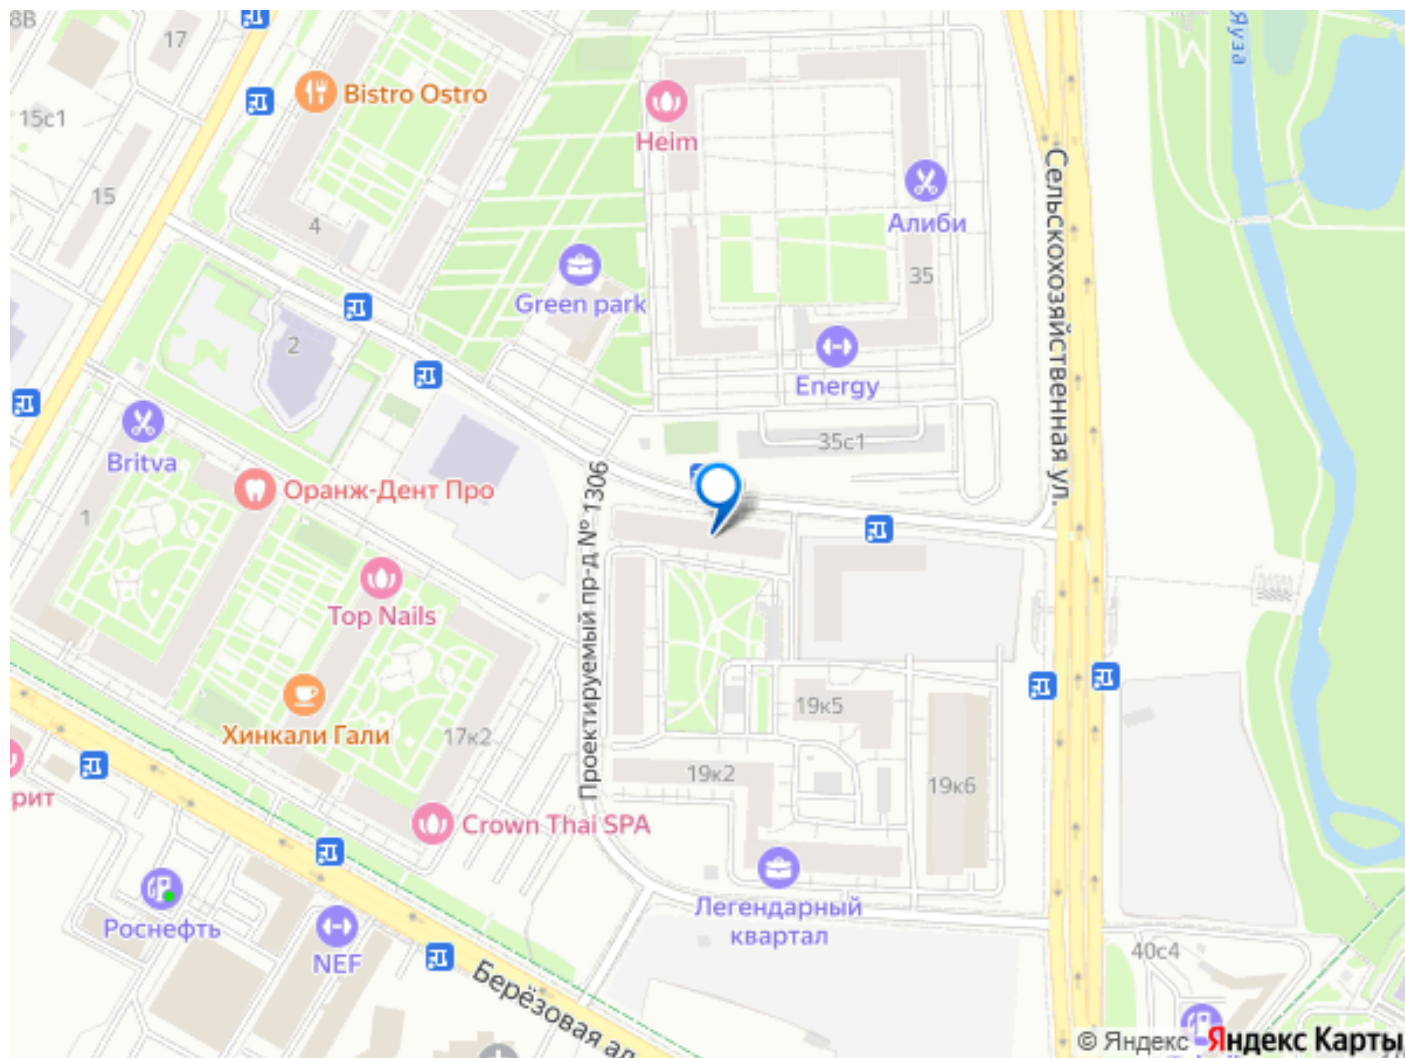 8В
17
Bistro Ostro
15с1
Heim
Яуза
15
4
Алиби
Сельскохозяйственная ул.
35
Green park
2
Energy
35с1
Britva
Оранж-Дент Про
1
Проектируемый пр-д № 1306
Top Nails
Хинкали Гали
17к2
19к5
19к2
19к6
рит
Crown Thai SPA
Легендарный
квартал
Роснефть
NEF
40с4
Берёзовая ал
© Яндекс Яндекс Карты